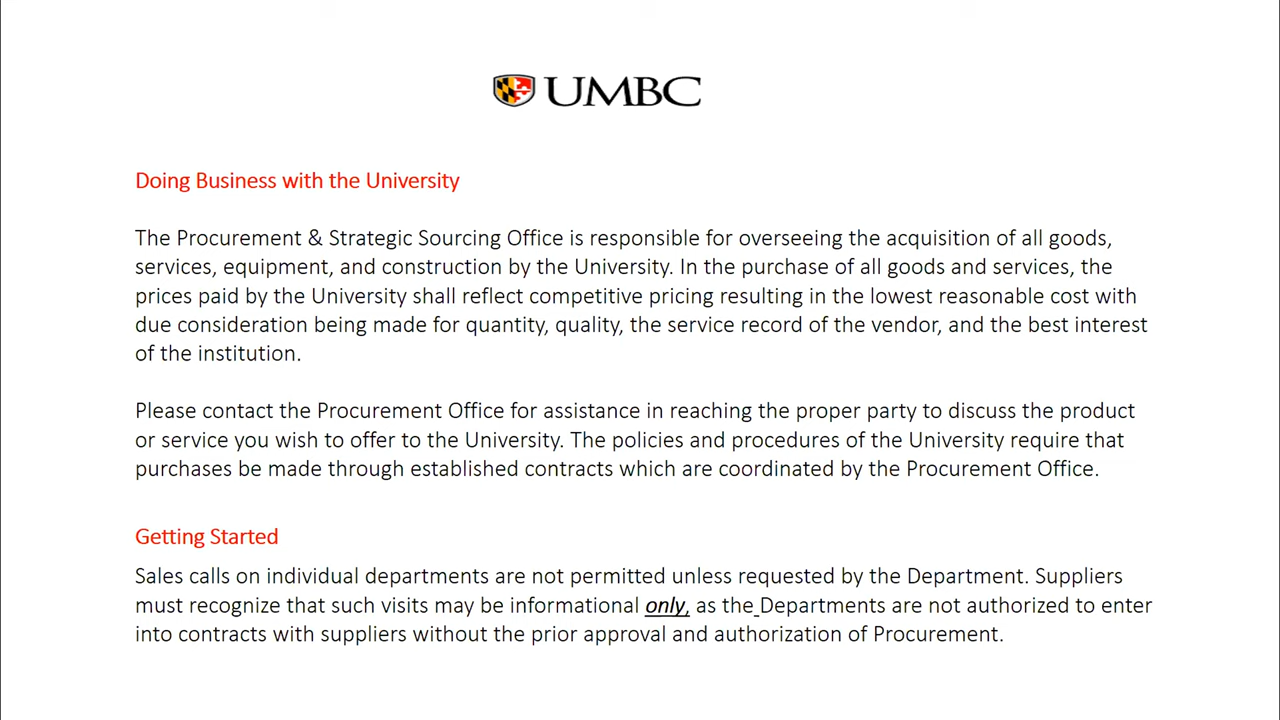 UMBC
Doing Business with the University
The Procurement & Strategic Sourcing Office is responsible for overseeing the acquisition of all goods,
services, equipment, and construction by the University. In the purchase of all goods and services, the
prices paid by the University shall reflect competitive pricing resulting in the lowest reasonable cost with
due consideration being made for quantity, quality, the service record of the vendor, and the best interest
of the institution.
Please contact the Procurement Office for assistance in reaching the proper party to discuss the product
or service you wish to offer to the University. The policies and procedures of the University require that
purchases be made through established contracts which are coordinated by the Procurement Office.
Getting Started
Sales calls on individual departments are not permitted unless requested by the Department. Suppliers
must recognize that such visits may be informational only, as the Departments are not authorized to enter
into contracts with suppliers without the prior approval and authorization of Procurement.